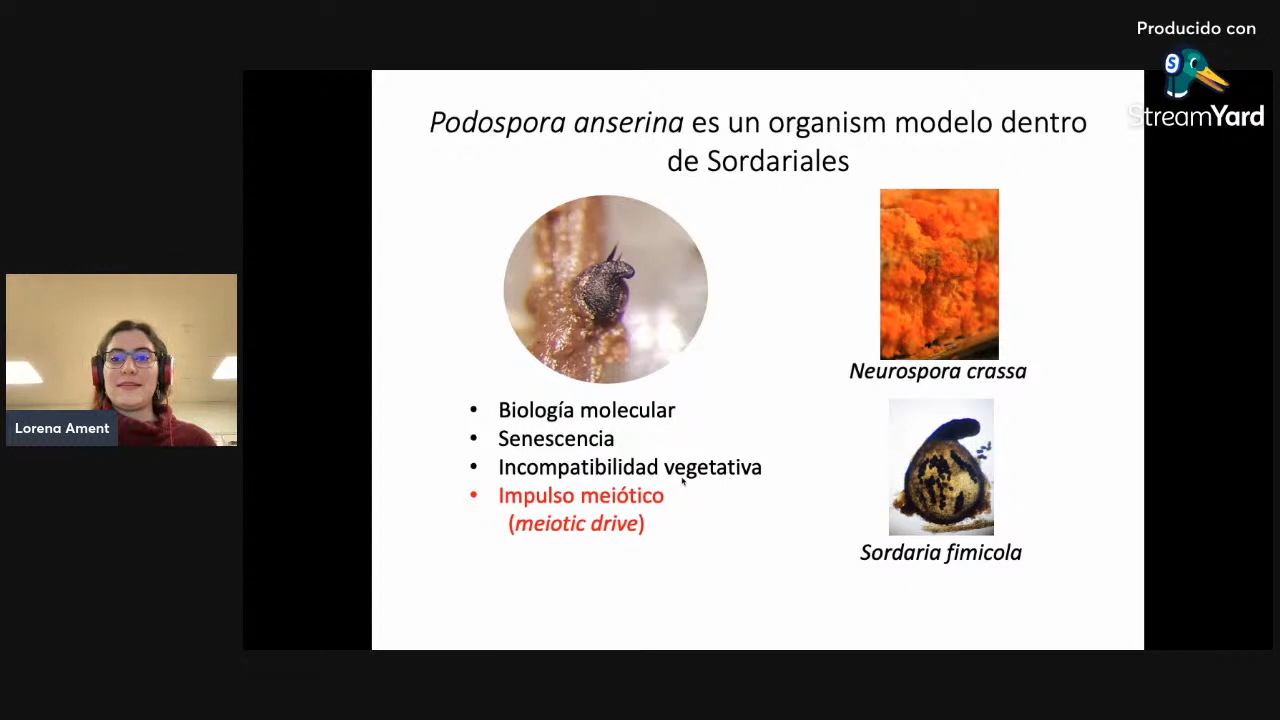 Producido con
StreamYard
Podospora anserina es un organism modelo dentro
de Sordariales
Neurospora crassa
• Biología molecular
• Senescencia
• Incompatibilidad vegetativa
• Impulso meiótico
(meiotic drive)
Sordaria fimicola
Lorena Ament